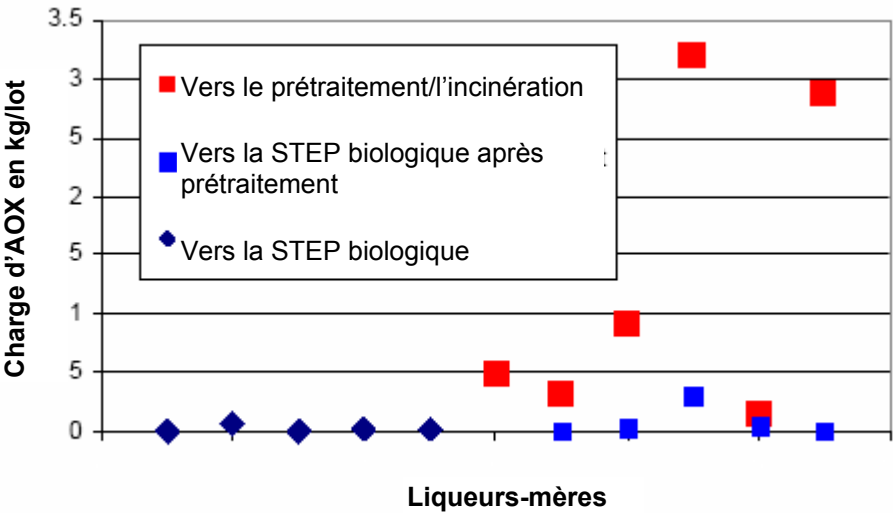 Charge d'AOX en kg/lot
3.5
3
5
2
5
1
5
0
Vers le prétraitement/l'incinération
Vers la STEP biologique après
prétraitement
Vers la STEP biologique
Liqueurs-mères